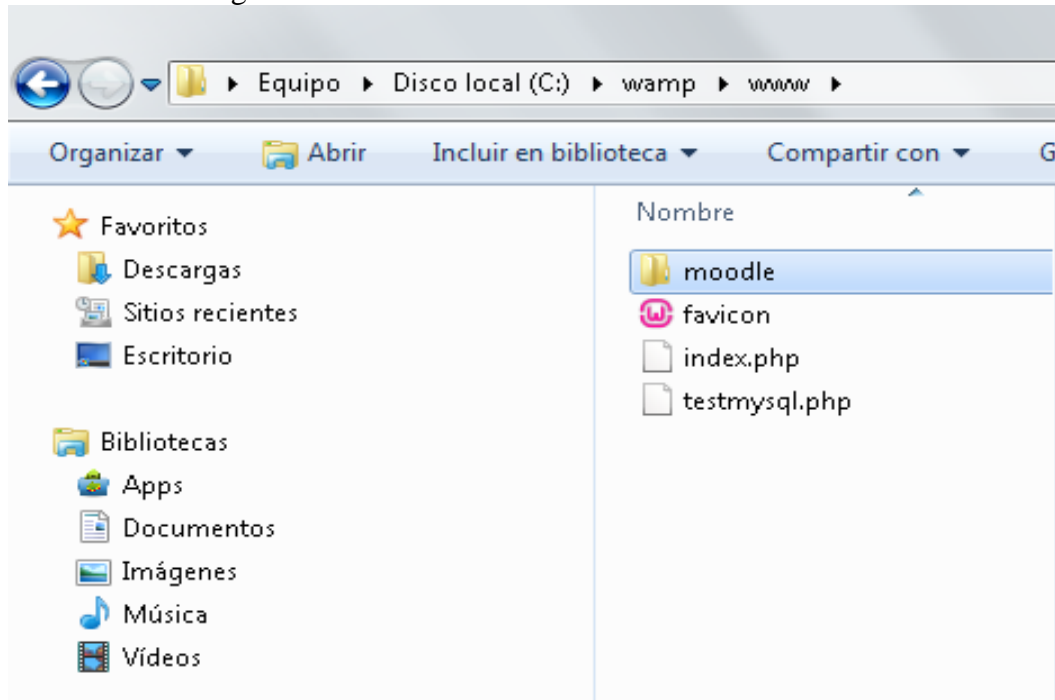 Equipo Disco local (C:) wamp www
Organizar Abrir Incluir en biblioteca Compartir con G
Nombre
Favoritos
Descargas
Sitios recientes
Escritorio
Bibliotecas
Apps
Documentos
Imágenes
Música
Vídeos
moodle
favicon
index.php
testmysql.php